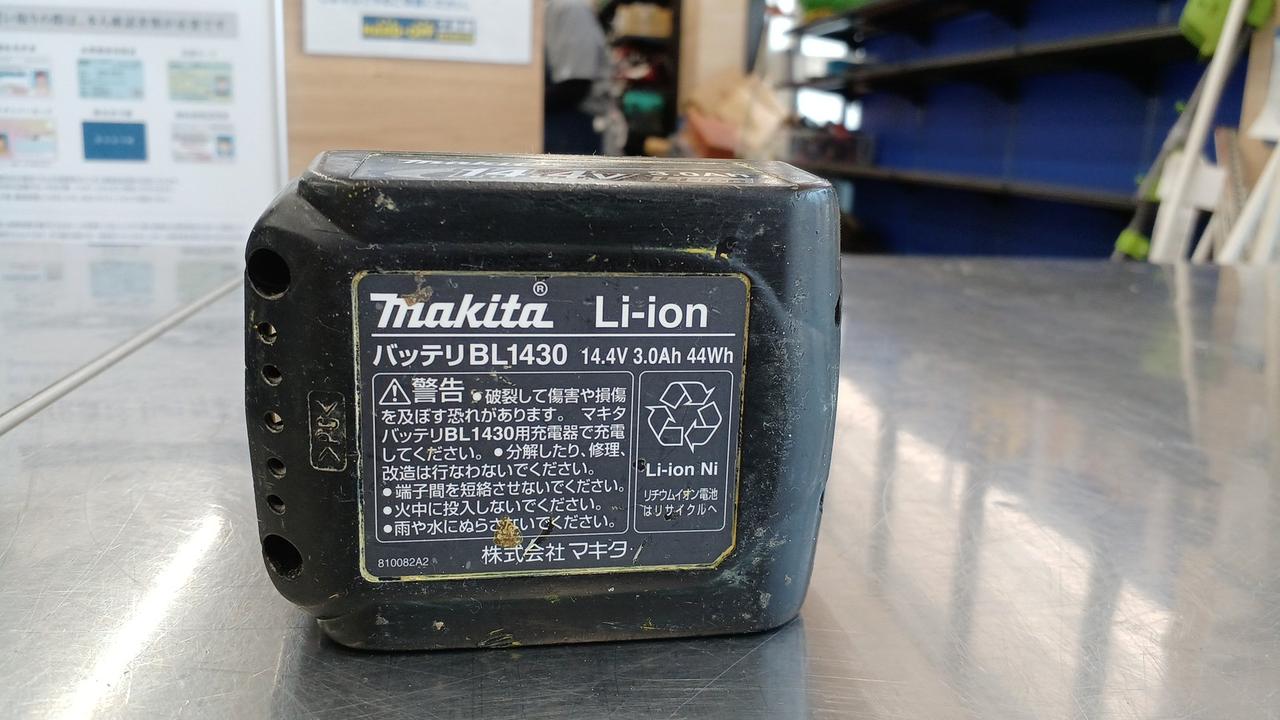 14.4V 3.0Ah
makita® Li-ion
バッテリBL1430 14.4V 3.0Ah 44Wh
⚠警告 ●破裂して傷害や損傷
を及ぼす恐れがあります。 マキタ
バッテリBL1430用充電器で充電
してください。●分解したり、修理、
改造は行なわないでください。
●端子間を短絡させないでください。
●火中に投入しないでください。
●雨や水にぬらさないでください。
Li-ion Ni
リチウムイオン電池
はリサイクルへ
810082A2
株式会社マキタ